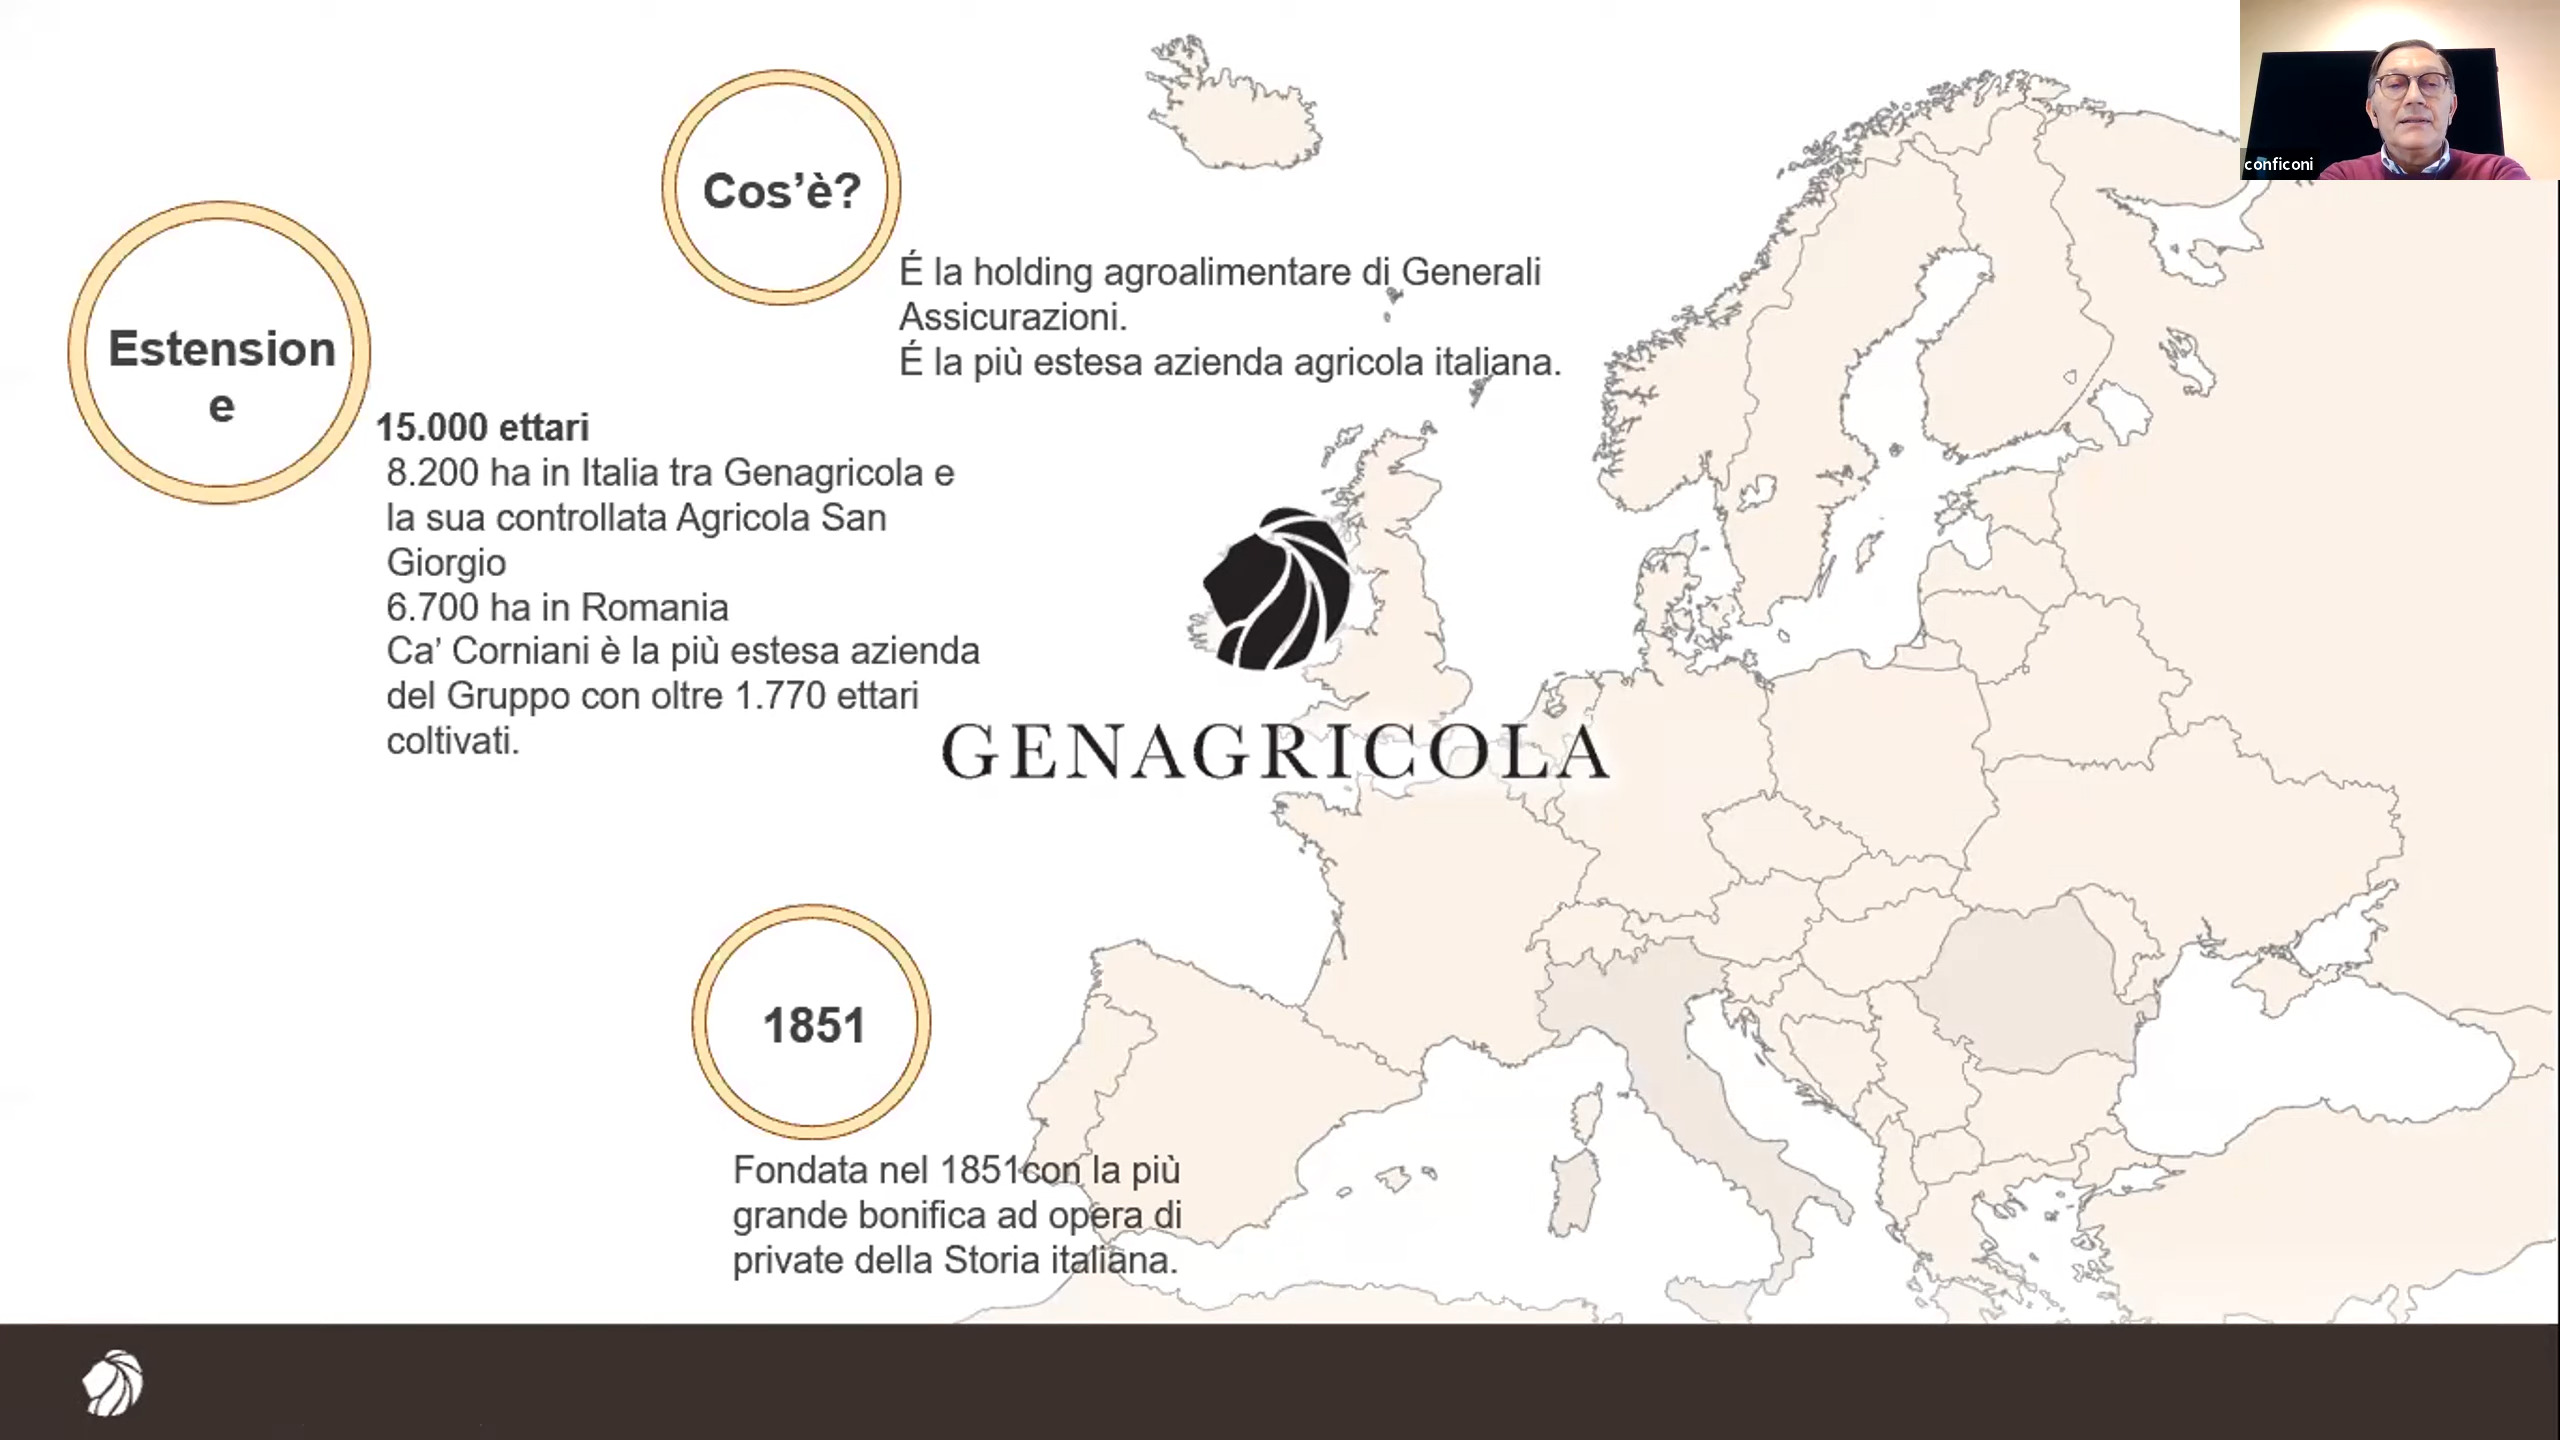 conficoni
Cos’è?
É la holding agroalimentare di Generali
Assicurazioni.
É la più estesa azienda agricola italiana.
Estension
e
15.000 ettari
8.200 ha in Italia tra Genagricola e
la sua controllata Agricola San
Giorgio
6.700 ha in Romania
Ca’ Corniani è la più estesa azienda
del Gruppo con oltre 1.770 ettari
coltivati.
GENAGRICOLA
1851
Fondata nel 1851con la più
grande bonifica ad opera di
private della Storia italiana.